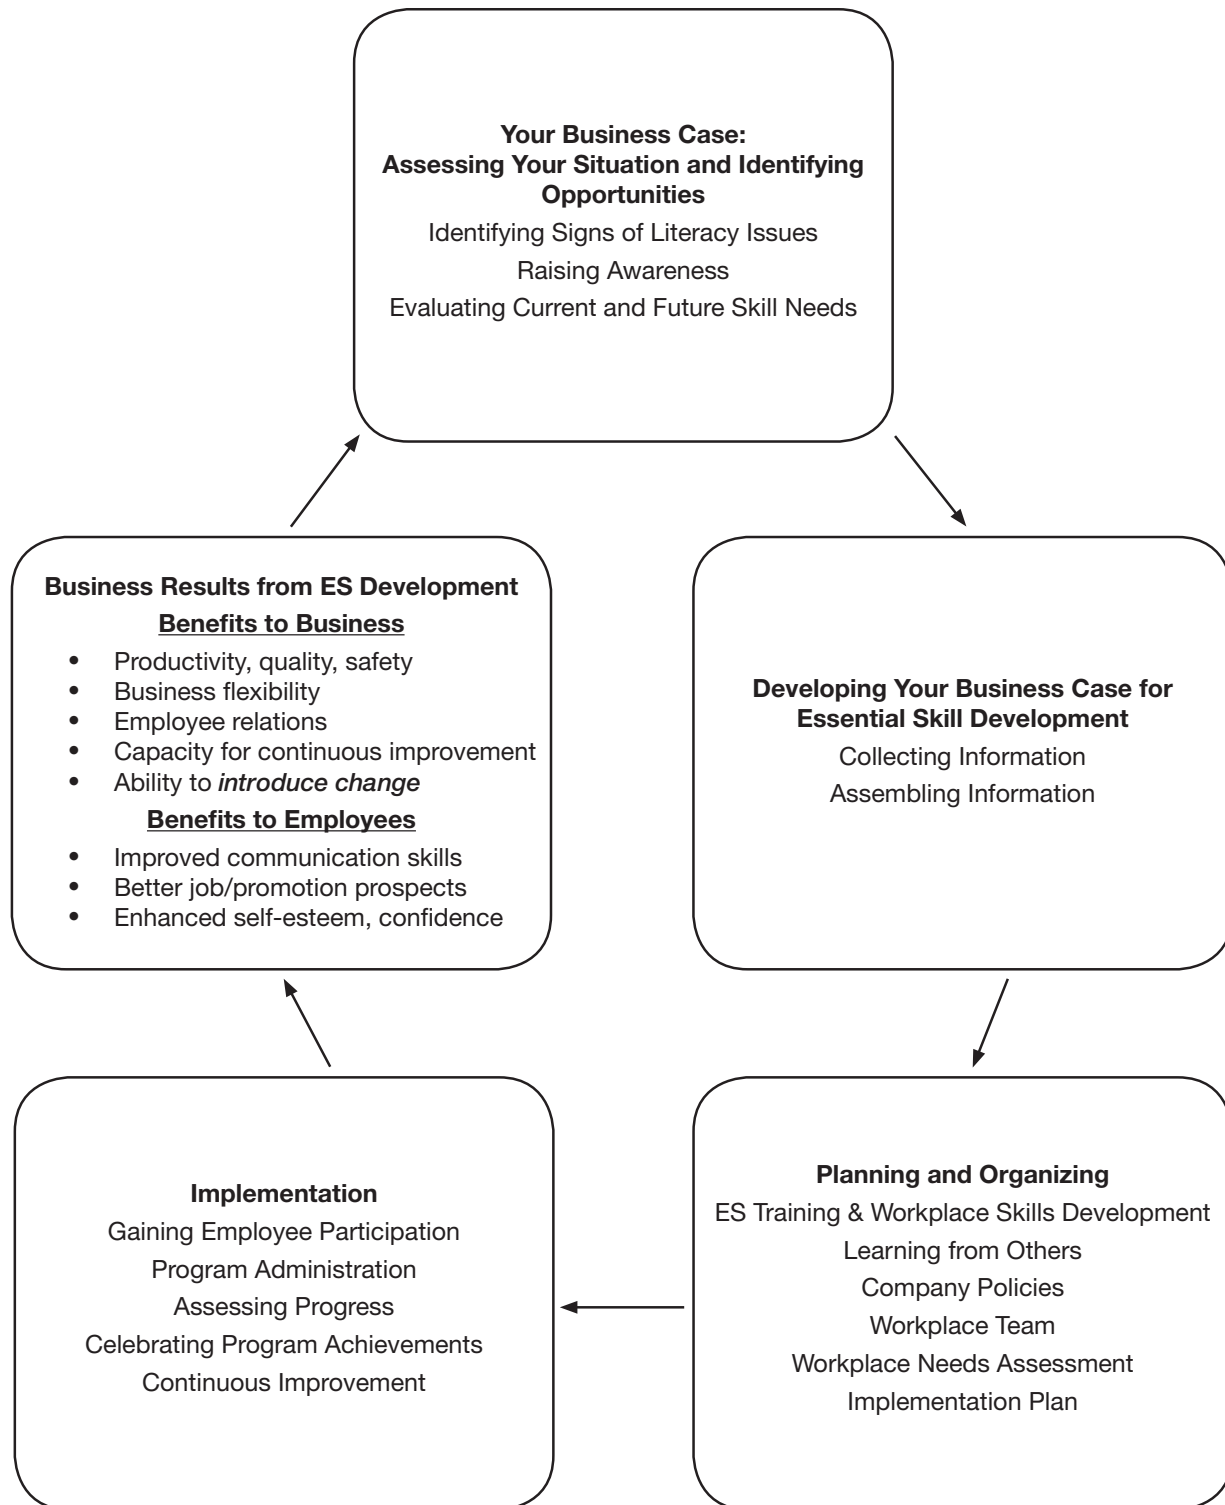 Your Business Case:
Assessing Your Situation and Identifying
Opportunities
Identifying Signs of Literacy Issues
Raising Awareness
Evaluating Current and Future Skill Needs
Developing Your Business Case for
Essential Skill Development
Collecting Information
Assembling Information
Planning and Organizing
ES Training & Workplace Skills Development
Learning from Others
Company Policies
Workplace Team
Workplace Needs Assessment
Implementation Plan
Implementation
Gaining Employee Participation
Program Administration
Assessing Progress
Celebrating Program Achievements
Continuous Improvement
Business Results from ES Development
Benefits to Business
• Productivity, quality, safety
• Business flexibility
• Employee relations
• Capacity for continuous improvement
• Ability to introduce change
Benefits to Employees
• Improved communication skills
• Better job/promotion prospects
• Enhanced self-esteem, confidence